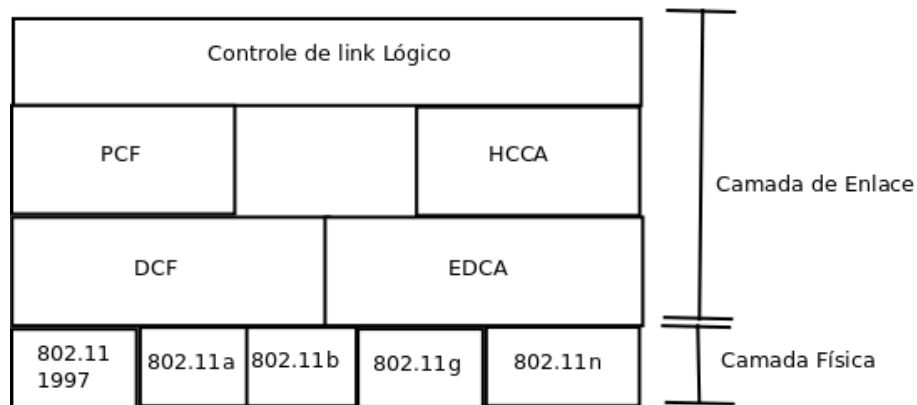 Controle de link Lógico
PCF
HCCA
Camada de Enlace
DCF
EDCA
802.11
1997
802.11a
802.11b
802.11g
802.11n
Camada Física